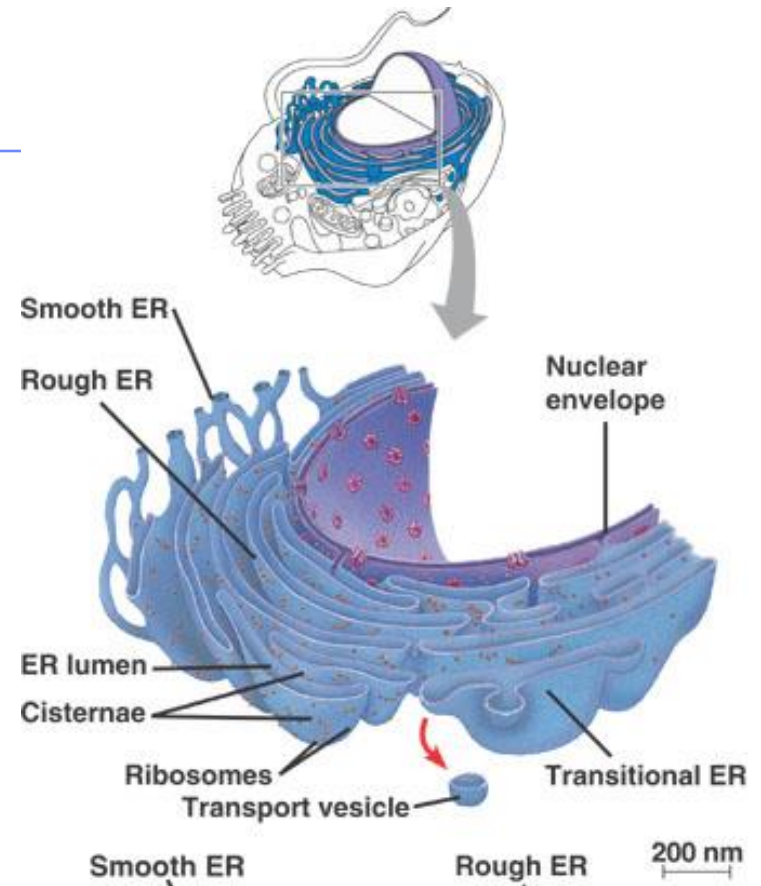 Smooth ER
Rough ER
Nuclear
envelope
ER lumen
Cisternae
Ribosomes
Transport vesicle
Transitional ER
Smooth ER
Rough ER
200 nm